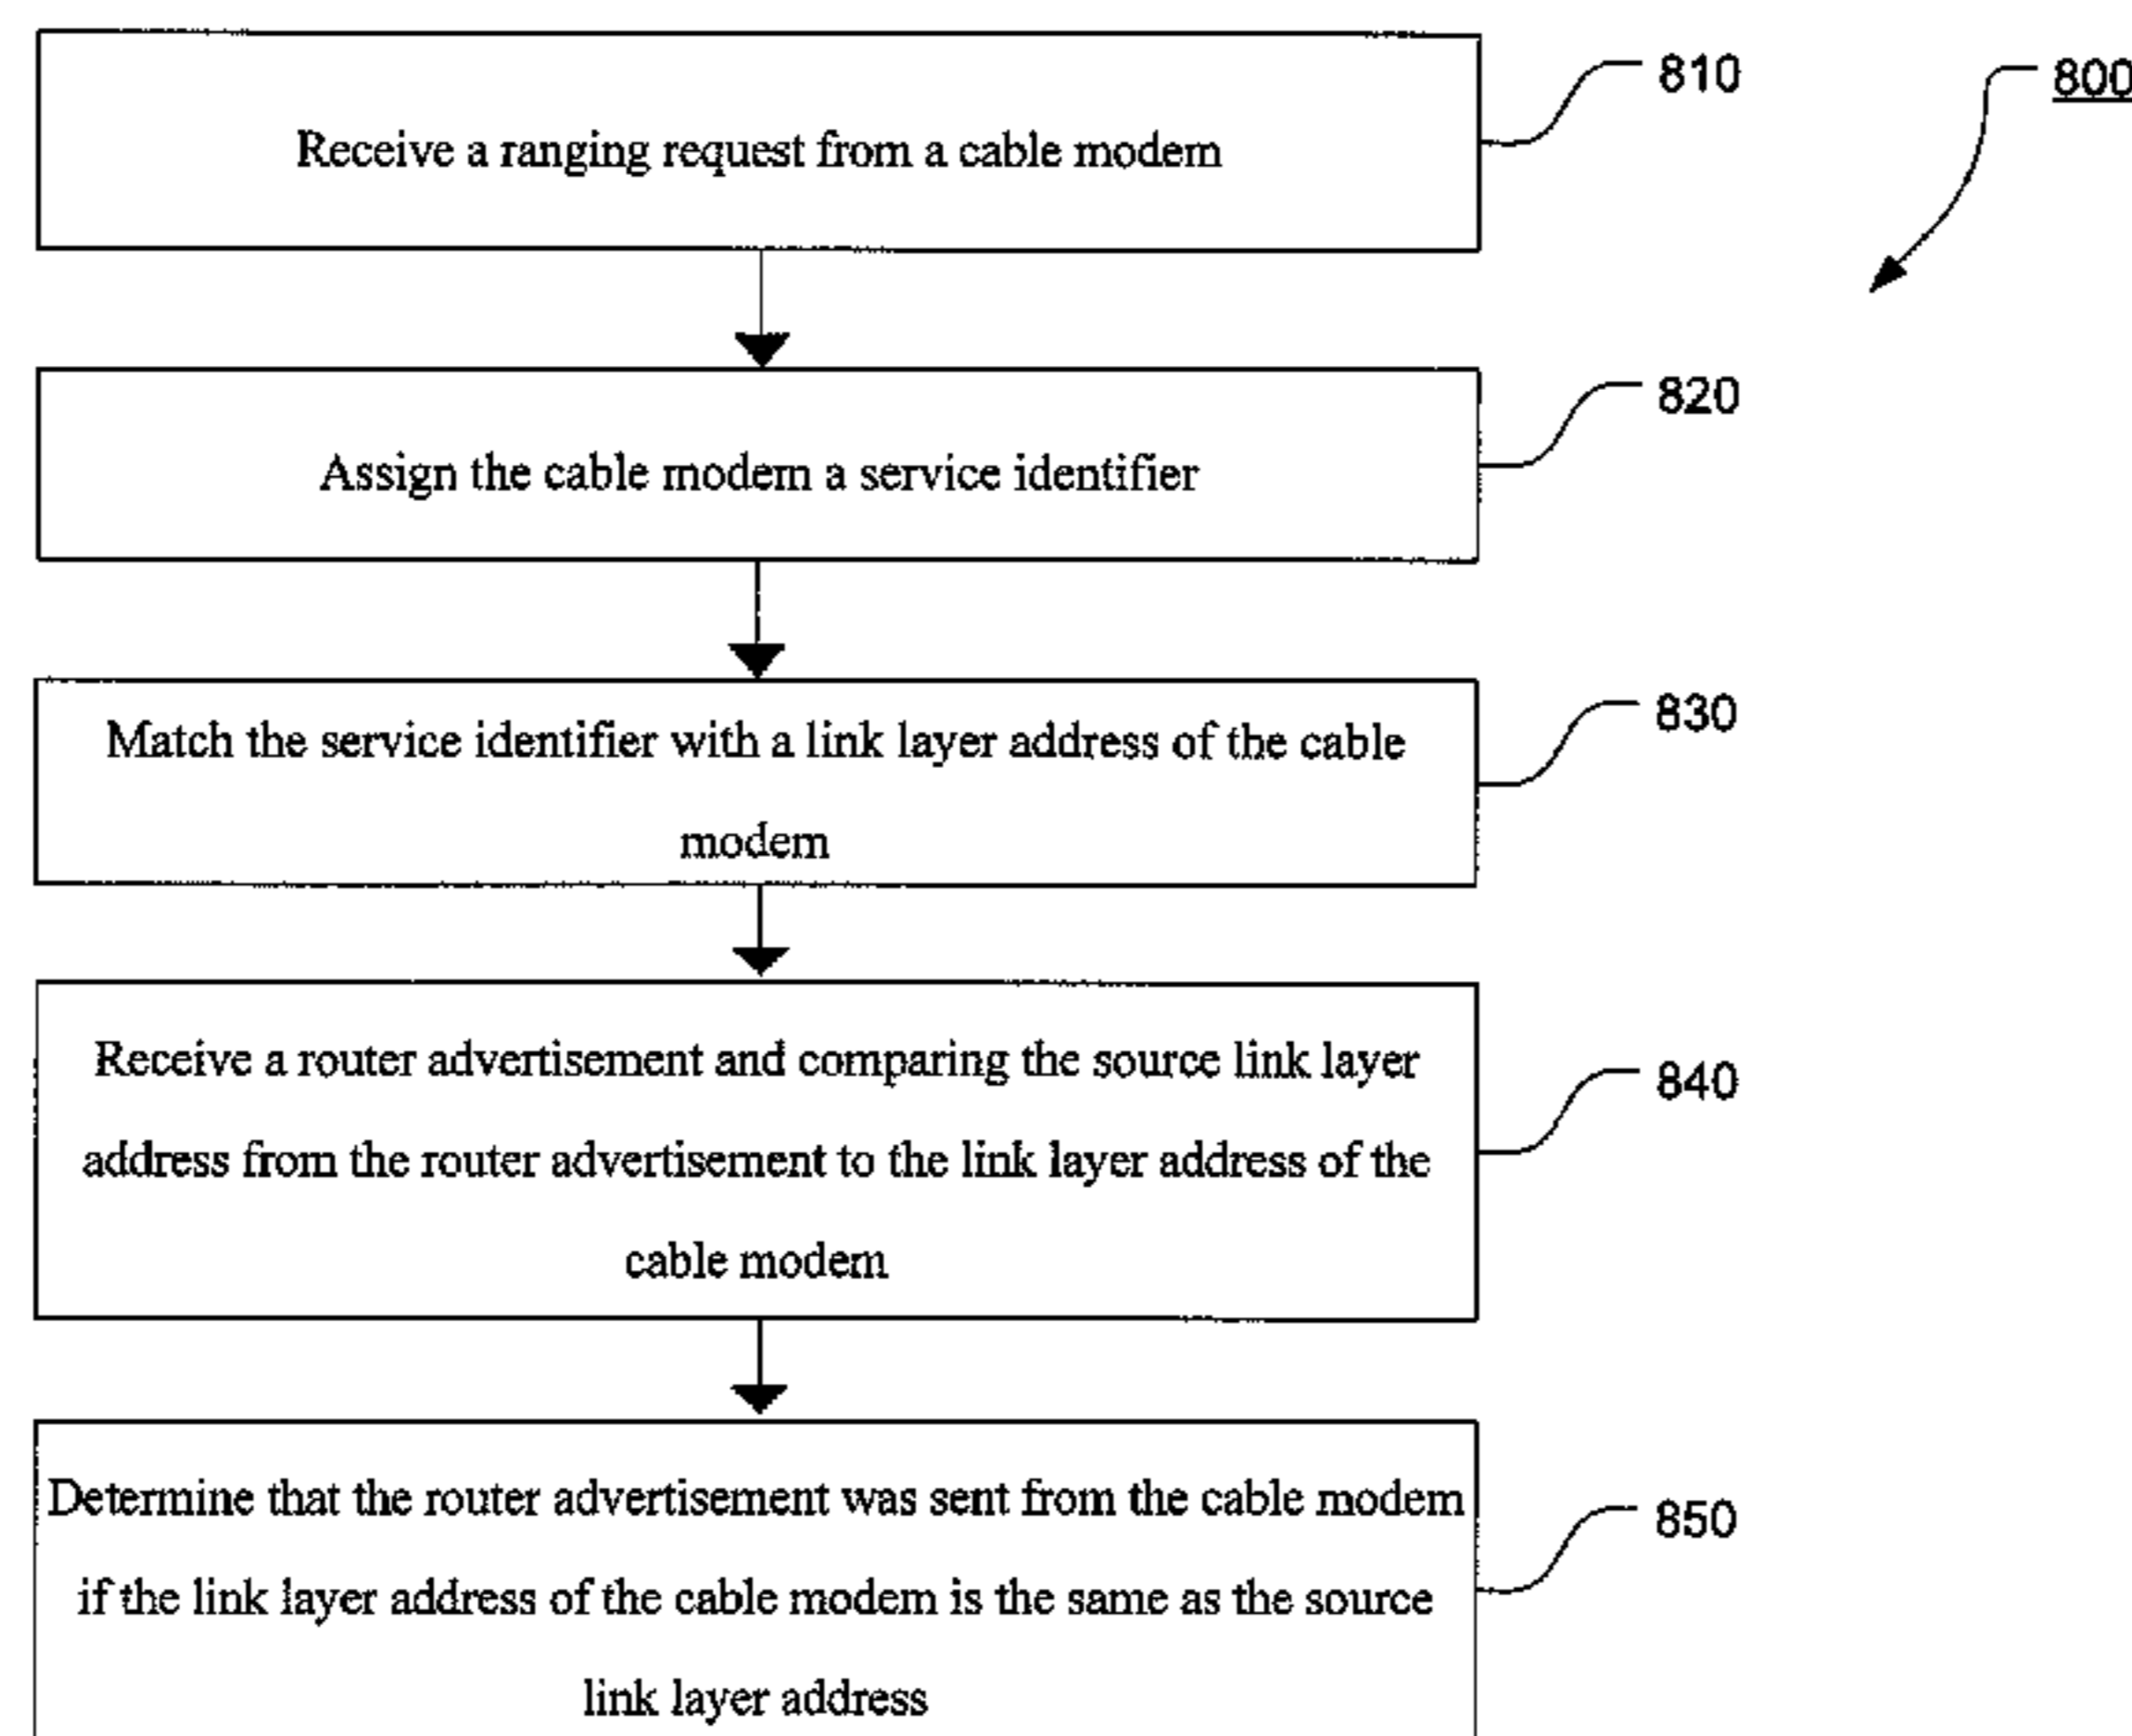 Receive a ranging request from a cable modem
810
800
Assign the cable modem a service identifier
820
Match the service identifier with a link layer address of the cable
modem
830
Receive a router advertisement and comparing the source link layer
address from the router advertisement to the link layer address of the
cable modem
840
Determine that the router advertisement was sent from the cable modem
if the link layer address of the cable modem is the same as the source
link layer address
850